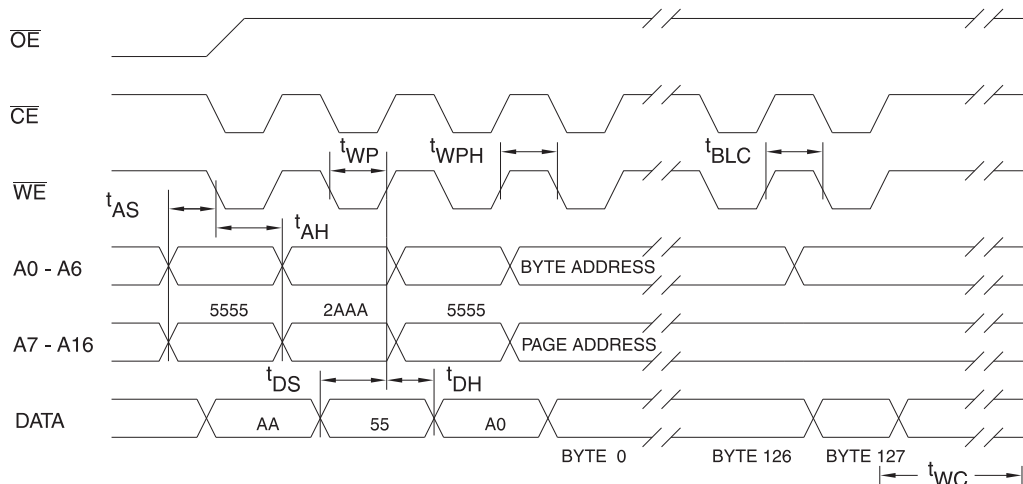 OE
CE
tWP
tWPH
tBLC
WE
tAS
tAH
A0 - A6
BYTE ADDRESS
5555
2AAA
5555
A7 - A16
PAGE ADDRESS
tDS
tDH
DATA
AA
55
A0
BYTE 0
BYTE 126
BYTE 127
tWC